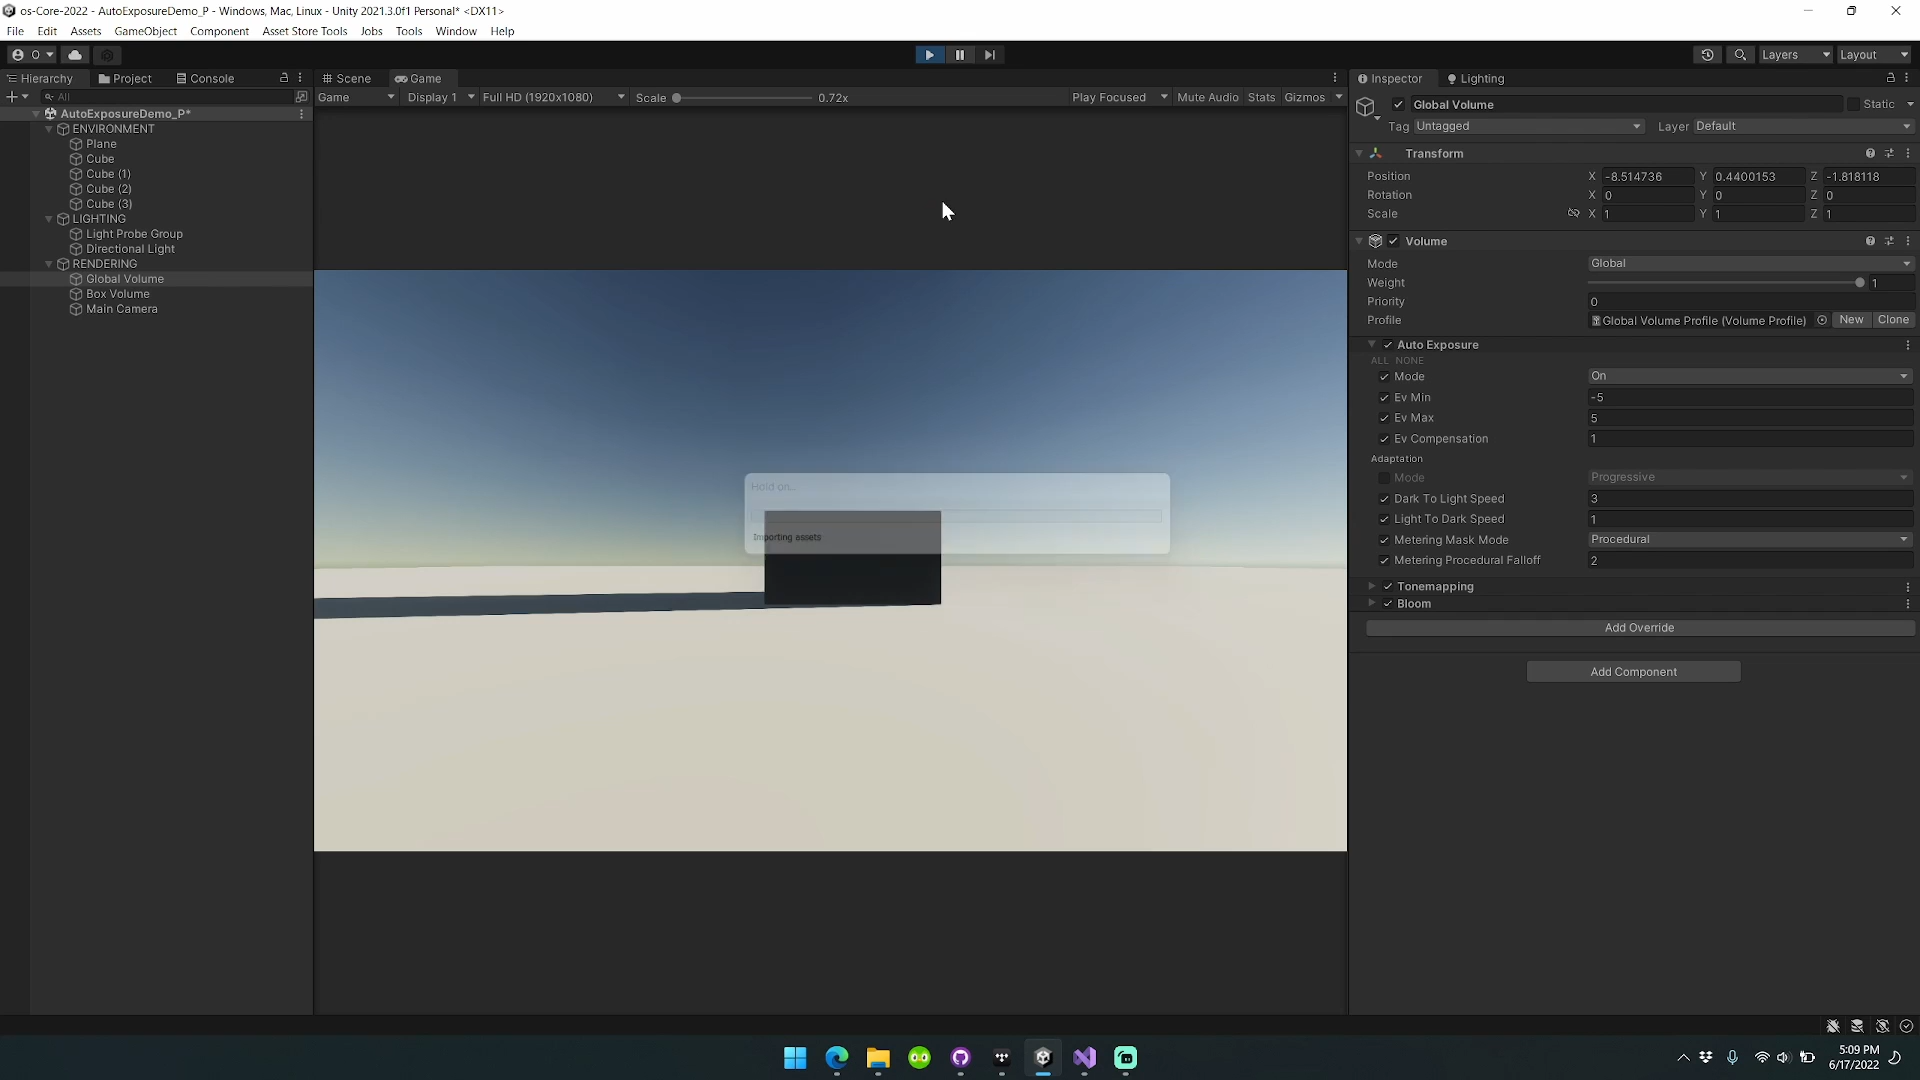 os-Core-2022 - AutoExposureDemo_P - Windows, Mac, Linux - Unity 2021.3.0f1 Personal* <DX11>
File Edit Assets GameObject Component Asset Store Tools Jobs Tools Window Help
O Layers Layout
Hierarchy Project Console Scene Game Inspector Lighting
All Game Display 1 Full HD (1920x1080) Scale 0.72x Play Focused Mute Audio Stats Gizmos
AutoExposureDemo_P*
ENVIRONMENT
Plane
Cube
Cube (1)
Cube (2)
Cube (3)
LIGHTING
Light Probe Group
Directional Light
RENDERING
Global Volume
Box Volume
Main Camera
Hold on...
Importing assets
Global Volume Static
Tag Untagged Layer Default
Transform
Position X -8.514736 Y 0.4400153 Z -1.818118
Rotation X 0 Y 0 Z 0
Scale X 1 Y 1 Z 1
Volume
Mode Global
Weight 1
Priority 0
Profile Global Volume Profile (Volume Profile) New Clone
Auto Exposure
ALL NONE
Mode On
Ev Min -5
Ev Max 5
Ev Compensation 1
Adaptation
Mode Progressive
Dark To Light Speed 3
Light To Dark Speed 1
Metering Mask Mode Procedural
Metering Procedural Falloff 2
Tonemapping
Bloom
Add Override
Add Component
5:09 PM
6/17/2022